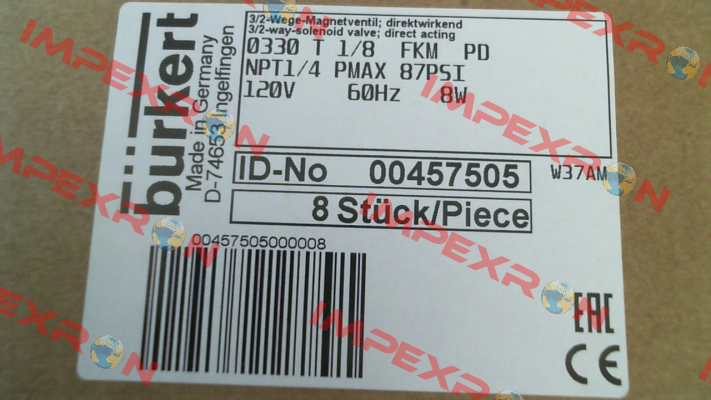 bürkert
Made in Germany
D-74653 Ingelfingen
3/2-Wege-Magnetventil; direktwirkend
3/2-way-solenoid valve; direct acting
0330 T 1/8 FKM PD
NPT1/4 PMAX 87PSI
120V 60Hz 8W
ID-No 00457505
W37AM
8 Stück/Piece
00457505000008
EAC
CE
IMPEXRON
IMPEXRON
IMPEXRON
IMPEXRON
IMPEXRON
IMPEXRON